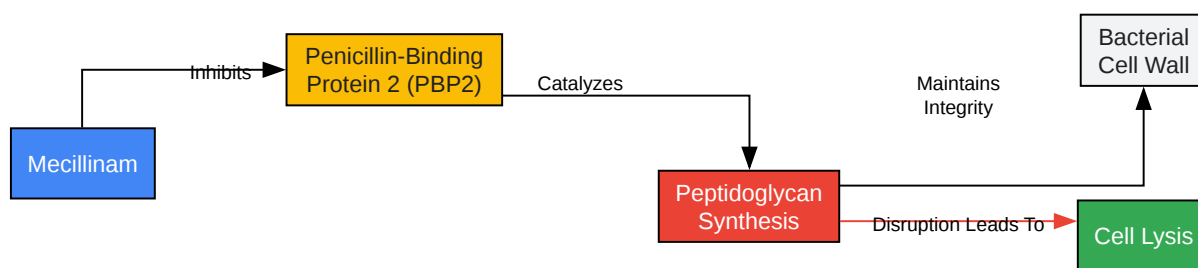 Mecillinam
Inhibits
Penicillin-Binding
Protein 2 (PBP2)
Catalyzes
Peptidoglycan
Synthesis
Maintains
Integrity
Bacterial
Cell Wall
Disruption Leads To
Cell Lysis